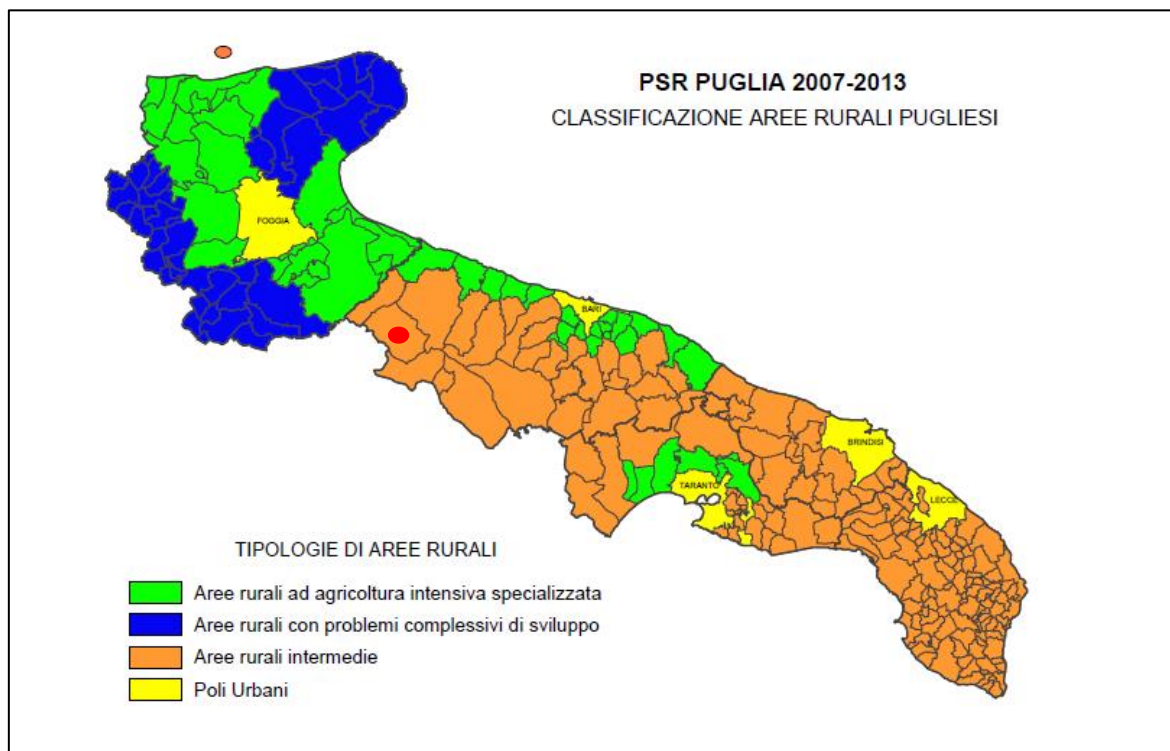 PSR PUGLIA 2007-2013
CLASSIFICAZIONE AREE RURALI PUGLIESI
FOGGIA
BARI
BRINDISI
TARANTO
LECCE
TIPOLOGIE DI AREE RURALI
Aree rurali ad agricoltura intensiva specializzata
Aree rurali con problemi complessivi di sviluppo
Aree rurali intermedie
Poli Urbani